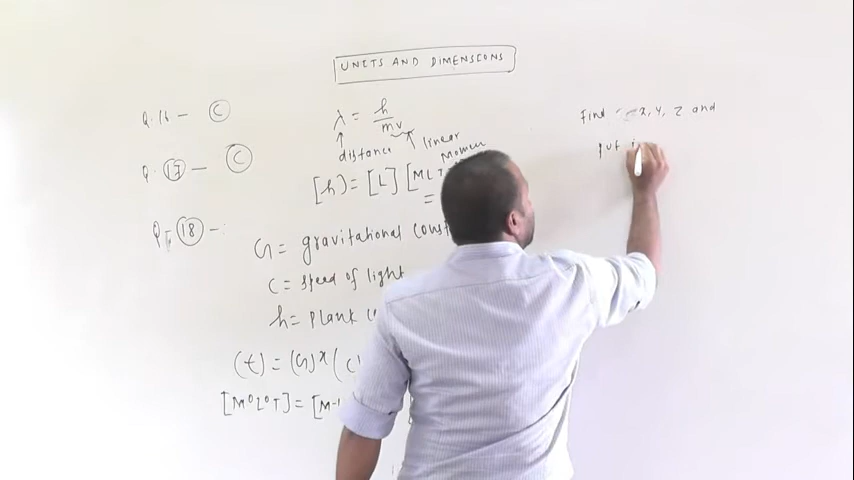 UNITS AND DIMENSIONS
Q.16 - C
Q. 17 - C
Q. 18 - :
λ = h/mv
distance
linear
Momen
[h] = [L] [MLT
=
G = gravitational const
C = speed of light
h = Plank c
(t) = (G)^x (c)
[M⁰L⁰T] = [M-1
Find x, y, z and
put i